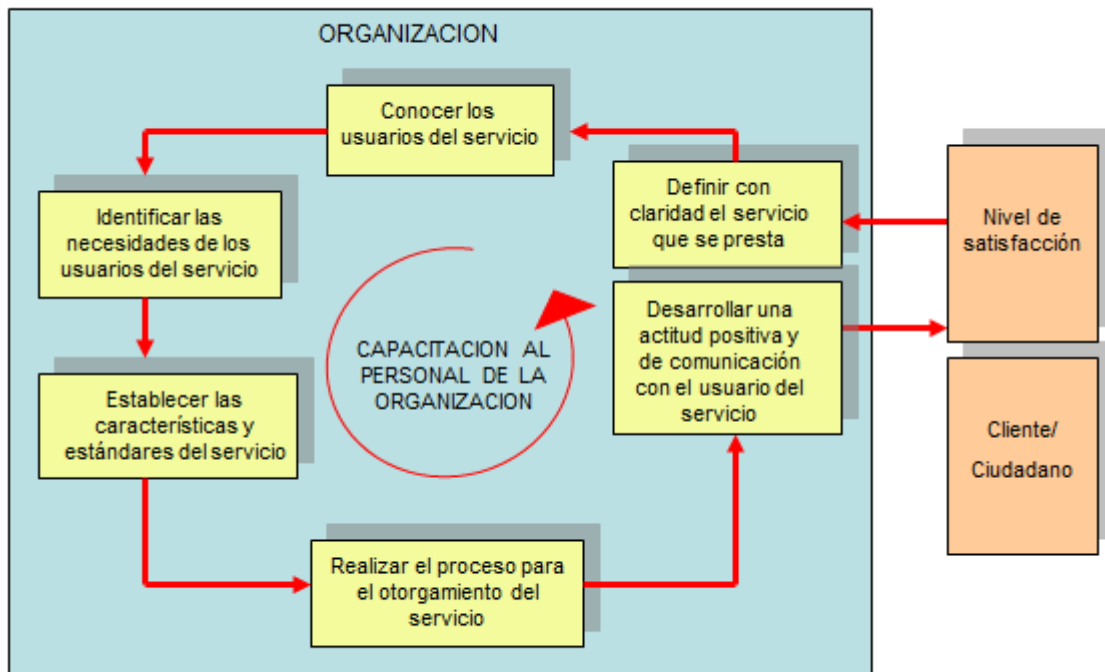 ORGANIZACION
Conocer los
usuarios del servicio
Identificar las
necesidades de los
usuarios del servicio
Establecer las
características y
estándares del servicio
Realizar el proceso para
el otorgamiento del
servicio
Desarrollar una
actitud positiva y
de comunicación
con el usuario del
servicio
Definir con
claridad el servicio
que se presta
CAPACITACION AL
PERSONAL DE LA
ORGANIZACION
Nivel de
satisfacción
Cliente/
Ciudadano